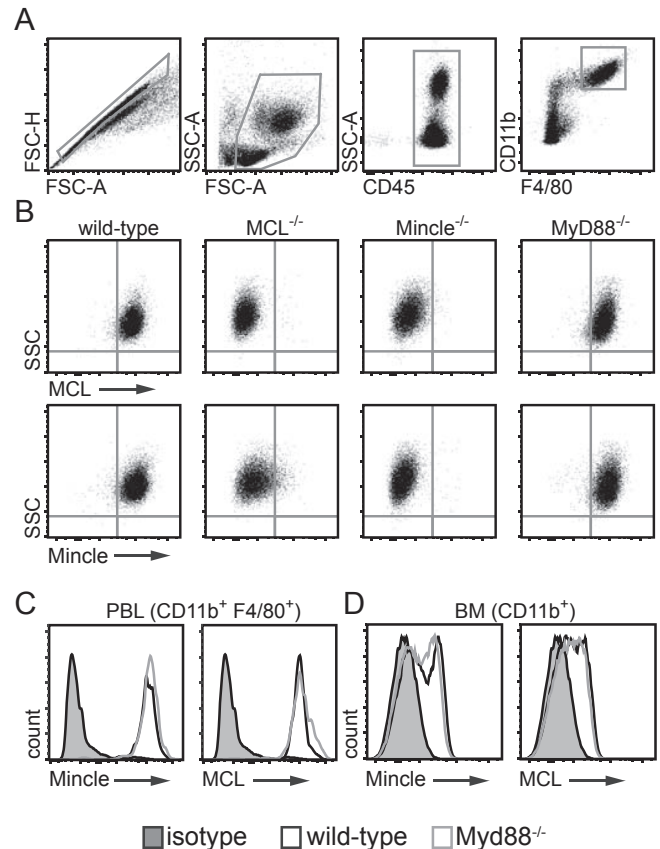 A
FSC-H
FSC-A
SSC-A
FSC-A
SSC-A
CD45
CD11b
F4/80
B
wild-type
MCL-/-
Mincle-/-
MyD88-/-
SSC
MCL
SSC
Mincle
C
PBL (CD11b+ F4/80+)
count
Mincle
MCL
D
BM (CD11b+)
count
Mincle
MCL
isotype
wild-type
Myd88-/-